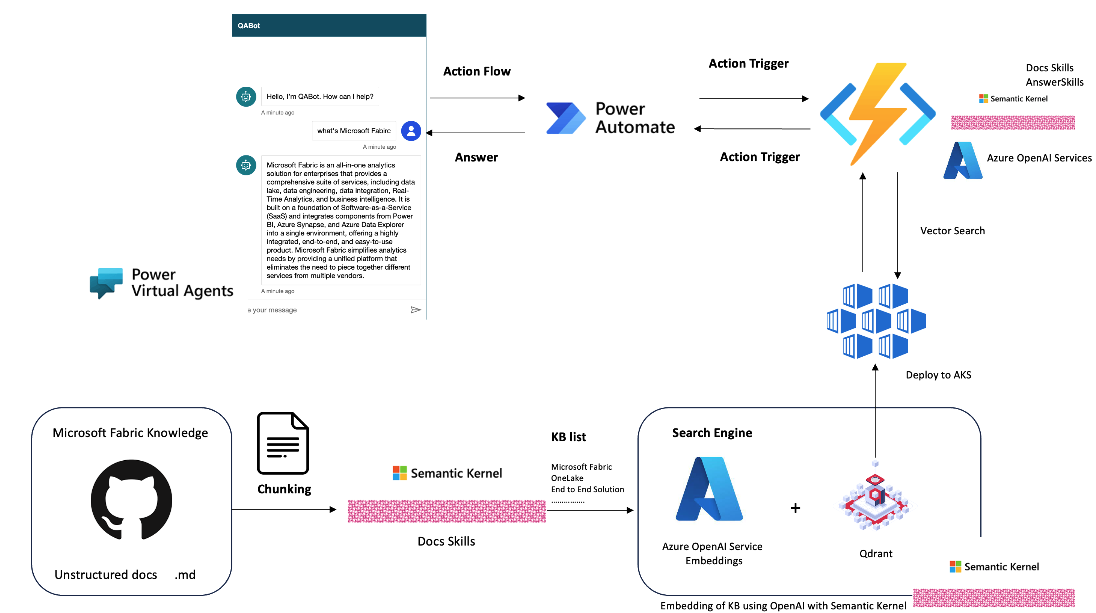 QABot
Hello, I'm QABot. How can I help?
A minute ago
what's Microsoft Fabirc
A minute ago
Microsoft Fabric is an all-in-one analytics
solution for enterprises that provides a
comprehensive suite of services, including data
lake, data engineering, data integration, Real-
Time Analytics, and business intelligence. It is
built on a foundation of Software-as-a-Service
(SaaS) and integrates components from Power
BI, Azure Synapse, and Azure Data Explorer
into a single environment, offering a highly
integrated, end-to-end, and easy-to-use
product. Microsoft Fabric simplifies analytics
needs by providing a unified platform that
eliminates the need to piece together different
services from multiple vendors.
A minute ago
e your message
Power
Virtual Agents
Action Flow
Answer
Power
Automate
Action Trigger
Action Trigger
Docs Skills
AnswerSkills
Semantic Kernel
Azure OpenAI Services
Vector Search
Deploy to AKS
Microsoft Fabric Knowledge
Unstructured docs .md
Chunking
Semantic Kernel
Docs Skills
KB list
Microsoft Fabric
OneLake
End to End Solution
................
Search Engine
Azure OpenAI Service
Embeddings
+
Qdrant
Semantic Kernel
Embedding of KB using OpenAI with Semantic Kernel